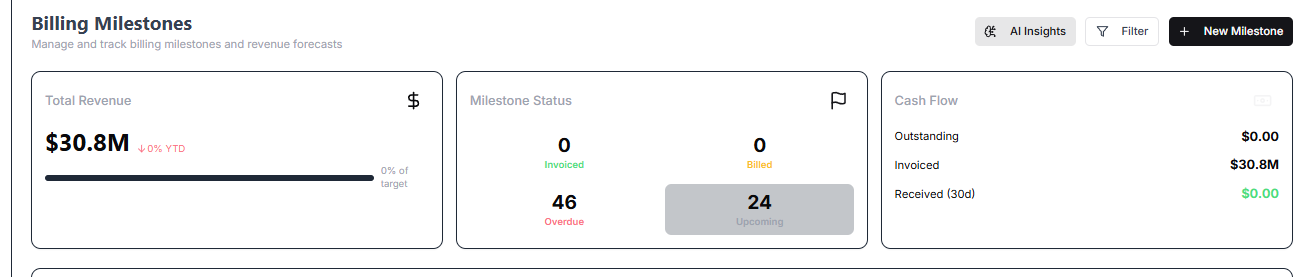 Billing Milestones
Manage and track billing milestones and revenue forecasts
AI Insights
Filter
+ New Milestone
Total Revenue
$
$30.8M ↓0% YTD
0% of
target
Milestone Status
0
Invoiced
0
Billed
46
Overdue
24
Upcoming
Cash Flow
Outstanding $0.00
Invoiced $30.8M
Received (30d) $0.00